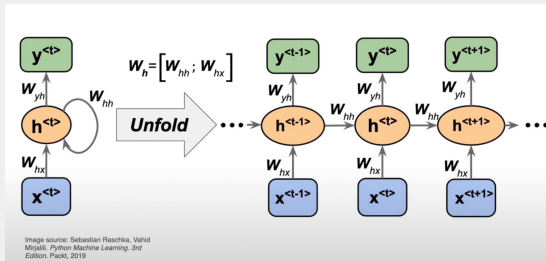 W_h = [W_hh ; W_hx]
y<t>
W_yh
W_hh
h<t>
W_hx
x<t>
Unfold
y<t-1> y<t> y<t+1>
W_yh W_yh W_yh
W_hh W_hh W_hh
••• h<t-1> h<t> h<t+1> •••
W_hx W_hx W_hx
x<t-1> x<t> x<t+1>
Image source: Sebastian Raschka, Vahid
Mirjalili. Python Machine Learning. 3rd
Edition. Packt, 2019